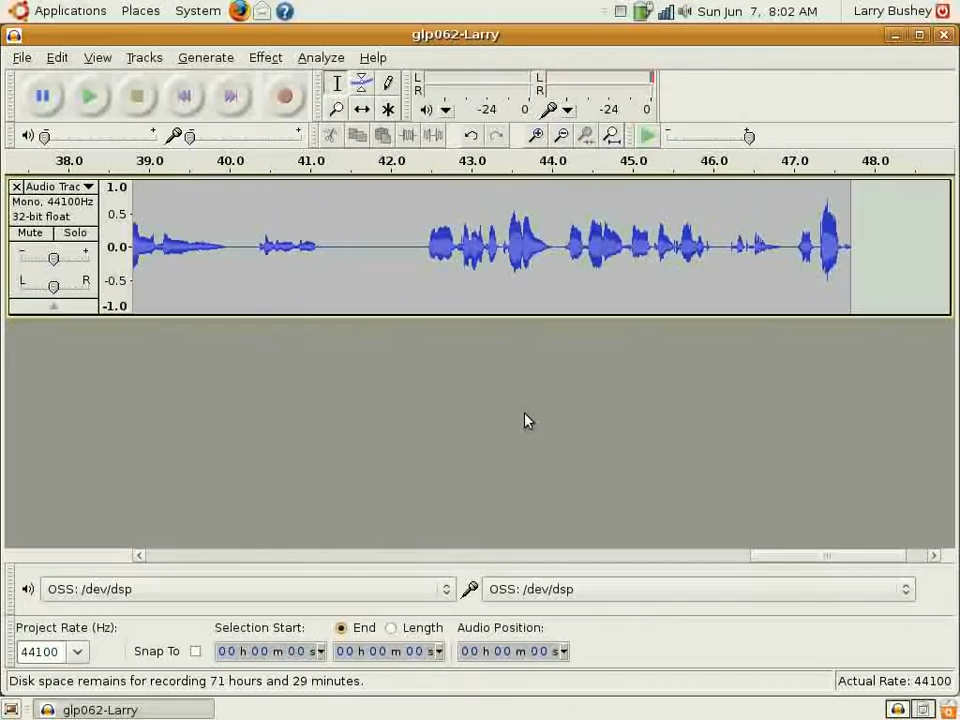 Applications Places System Sun Jun 7, 8:02 AM Larry Bushey
glp062-Larry
File Edit View Tracks Generate Effect Analyze Help
L L
R R
-24 0 -24 0
- + - + - +
38.0 39.0 40.0 41.0 42.0 43.0 44.0 45.0 46.0 47.0 48.0
Audio Trac 1.0
Mono, 44100Hz
32-bit float 0.5
Mute Solo
- + 0.0
L R -0.5
-1.0
OSS: /dev/dsp OSS: /dev/dsp
Project Rate (Hz): Selection Start: End Length Audio Position:
44100 Snap To 00 h 00 m 00 s 00 h 00 m 00 s 00 h 00 m 00 s
Disk space remains for recording 71 hours and 29 minutes. Actual Rate: 44100
glp062-Larry